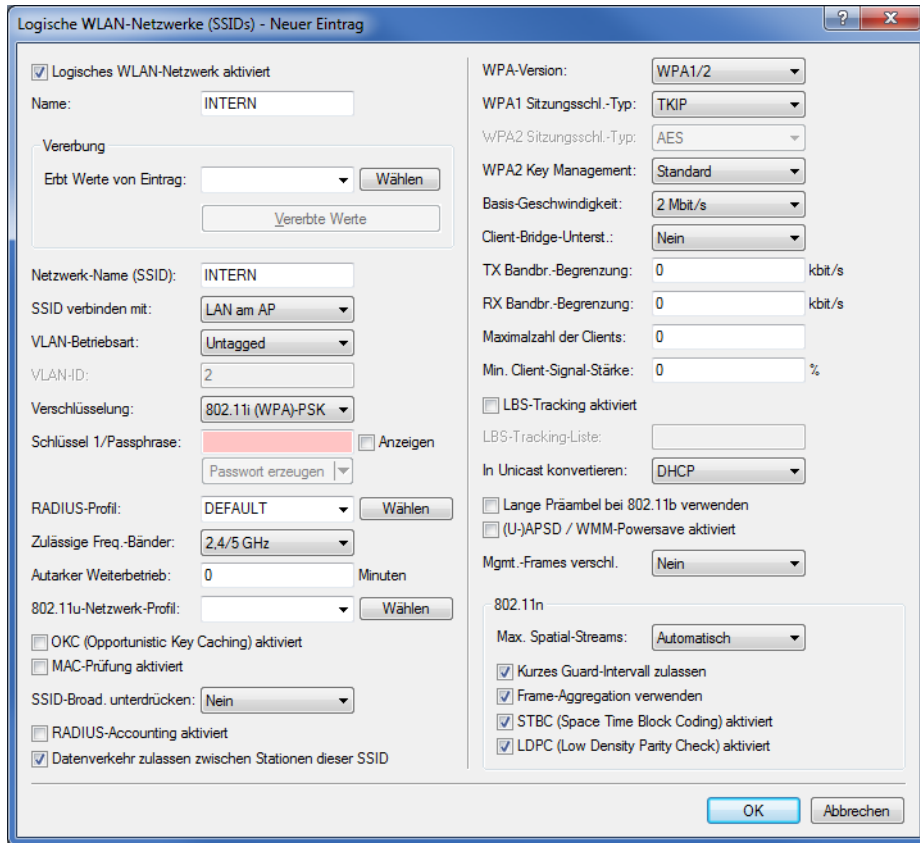 Logische WLAN-Netzwerke (SSIDs) - Neuer Eintrag
Logisches WLAN-Netzwerk aktiviert
Name: INTERN
Vererbung
Erbt Werte von Eintrag: Wählen
Vererbte Werte
Netzwerk-Name (SSID): INTERN
SSID verbinden mit: LAN am AP
VLAN-Betriebsart: Untagged
VLAN-ID: 2
Verschlüsselung: 802.11i (WPA)-PSK
Schlüssel 1/Passphrase: Anzeigen
Passwort erzeugen
RADIUS-Profil: DEFAULT Wählen
Zulässige Freq.-Bänder: 2,4/5 GHz
Autarker Weiterbetrieb: 0 Minuten
802.11u-Netzwerk-Profil: Wählen
OKC (Opportunistic Key Caching) aktiviert
MAC-Prüfung aktiviert
SSID-Broad. unterdrücken: Nein
RADIUS-Accounting aktiviert
Datenverkehr zulassen zwischen Stationen dieser SSID
WPA-Version: WPA1/2
WPA1 Sitzungsschl.-Typ: TKIP
WPA2 Sitzungsschl.-Typ: AES
WPA2 Key Management: Standard
Basis-Geschwindigkeit: 2 Mbit/s
Client-Bridge-Unterst.: Nein
TX Bandbr.-Begrenzung: 0 kbit/s
RX Bandbr.-Begrenzung: 0 kbit/s
Maximalzahl der Clients: 0
Min. Client-Signal-Stärke: 0 %
LBS-Tracking aktiviert
LBS-Tracking-Liste:
In Unicast konvertieren: DHCP
Lange Präambel bei 802.11b verwenden
(U-)APSD / WMM-Powersave aktiviert
Mgmt.-Frames verschl. Nein
802.11n
Max. Spatial-Streams: Automatisch
Kurzes Guard-Intervall zulassen
Frame-Aggregation verwenden
STBC (Space Time Block Coding) aktiviert
LDPC (Low Density Parity Check) aktiviert
OK Abbrechen